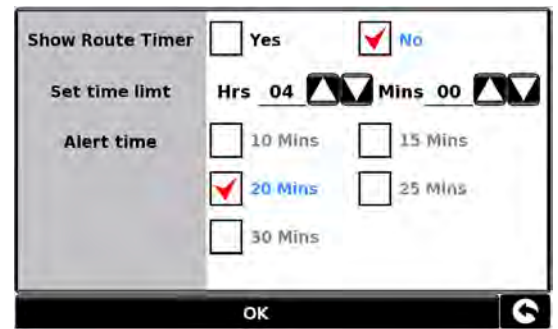 Show Route Timer Yes No
Set time limt Hrs 04 Mins 00
Alert time 10 Mins 15 Mins
20 Mins 25 Mins
30 Mins
OK